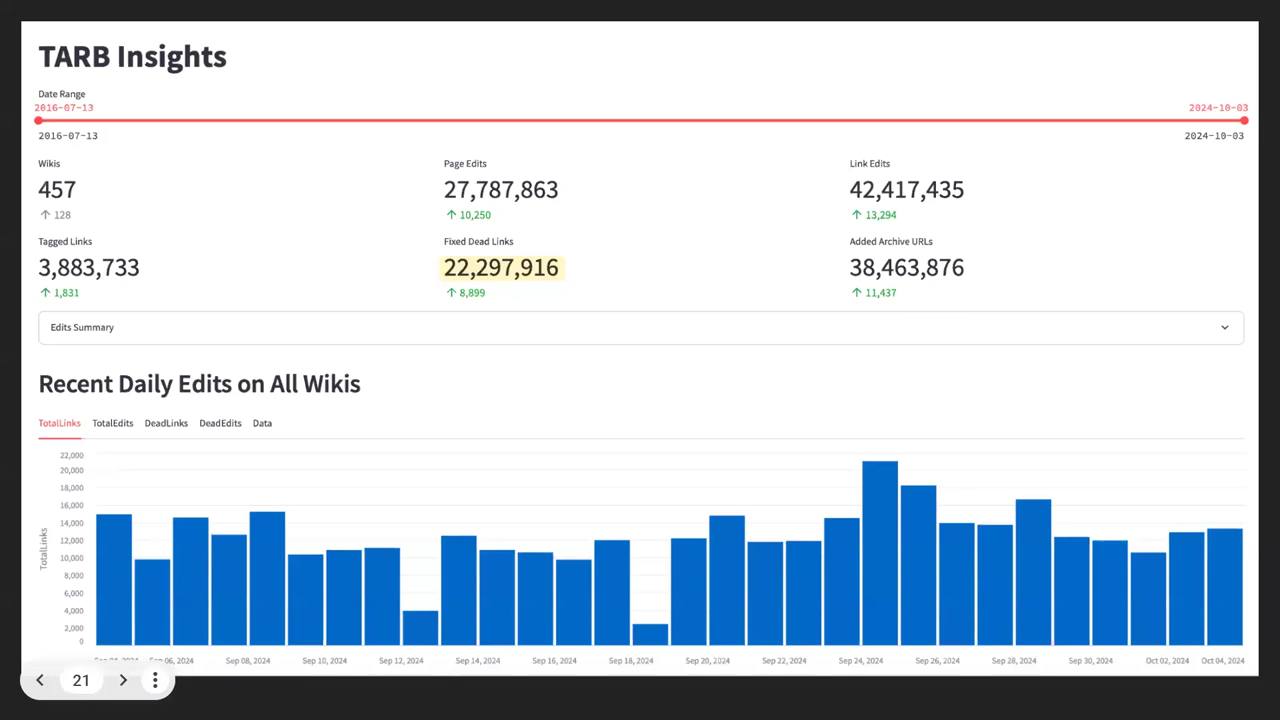 TARB Insights
Date Range
2016-07-13 2024-10-03
2016-07-13 2024-10-03
Wikis Page Edits Link Edits
457 27,787,863 42,417,435
↑ 128 ↑ 10,250 ↑ 13,294
Tagged Links Fixed Dead Links Added Archive URLs
3,883,733 22,297,916 38,463,876
↑ 1,831 ↑ 8,899 ↑ 11,437
Edits Summary
Recent Daily Edits on All Wikis
TotalLinks TotalEdits DeadLinks DeadEdits Data
22,000
20,000
18,000
16,000
14,000
12,000
10,000
8,000
6,000
4,000
2,000
0
TotalLinks
06, 2024 Sep 08, 2024 Sep 10, 2024 Sep 12, 2024 Sep 14, 2024 Sep 16, 2024 Sep 18, 2024 Sep 20, 2024 Sep 22, 2024 Sep 24, 2024 Sep 26, 2024 Sep 28, 2024 Sep 30, 2024 Oct 02, 2024 Oct 04, 2024
21